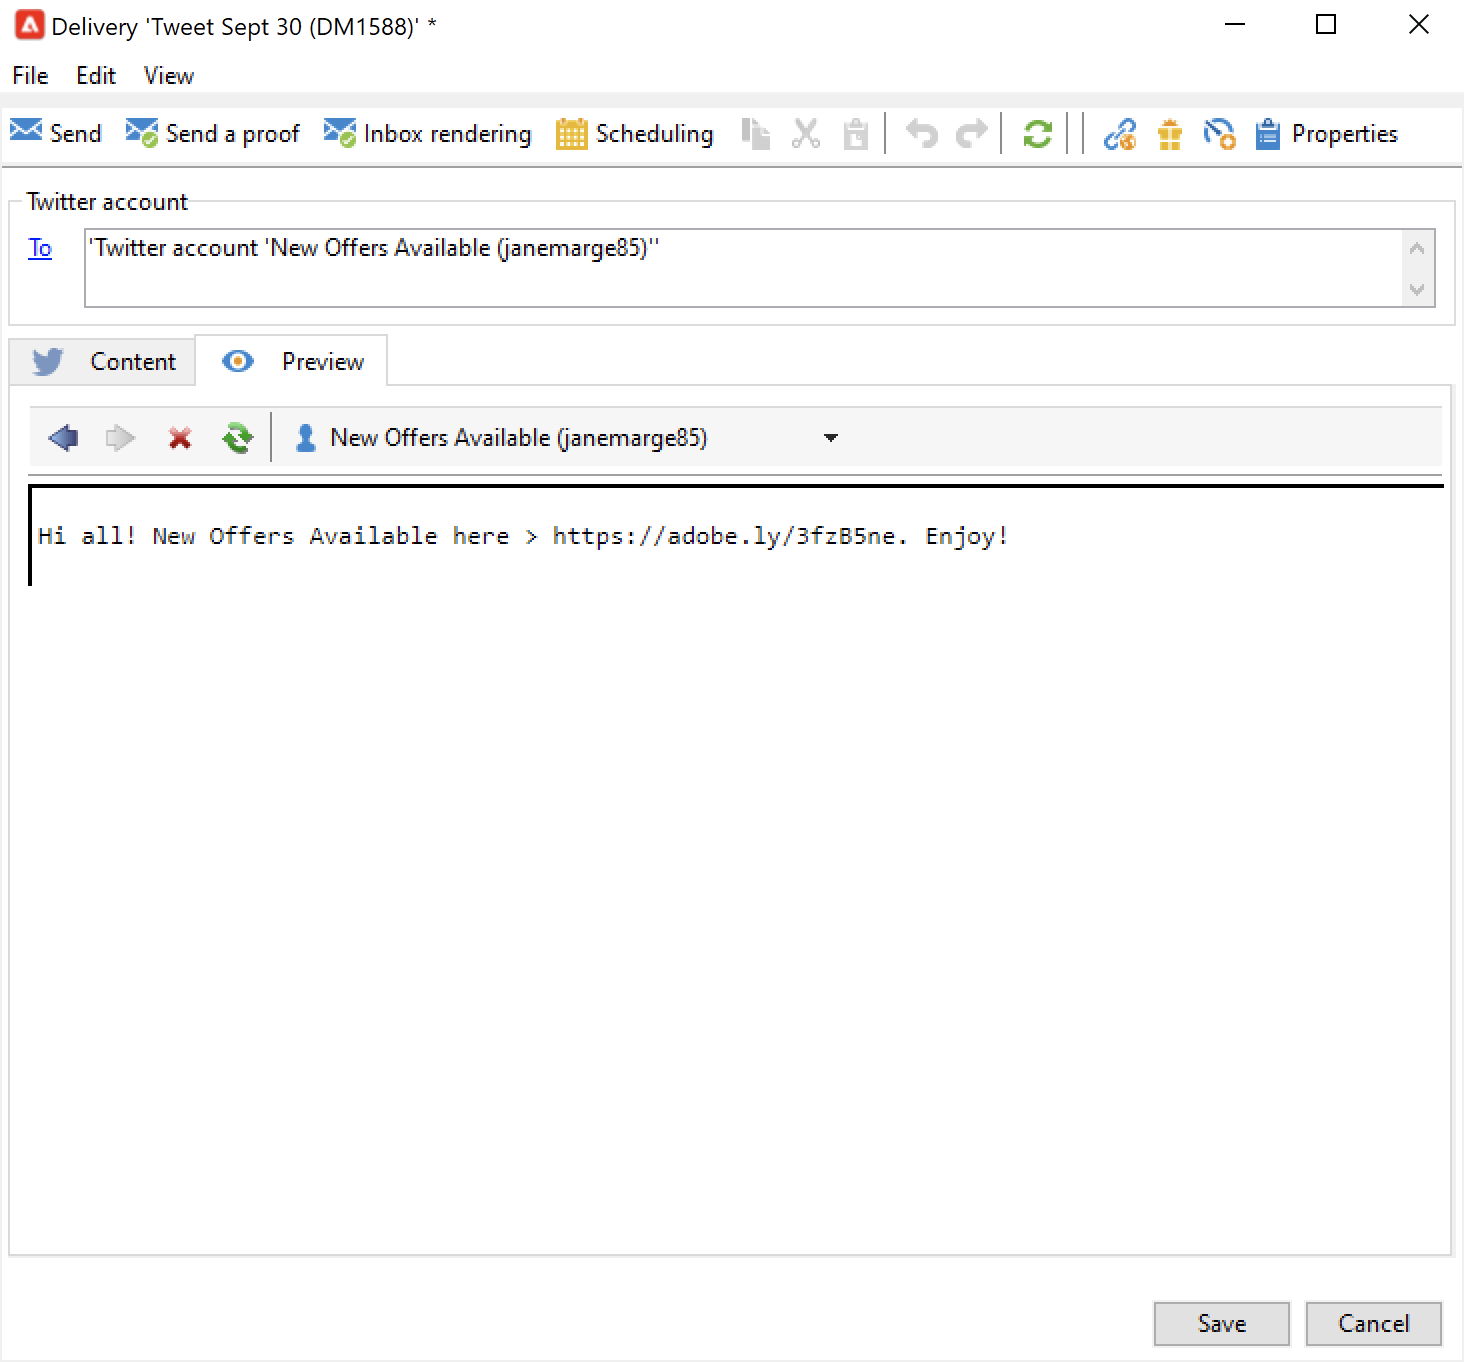 Delivery 'Tweet Sept 30 (DM1588)' *
File Edit View
Send Send a proof Inbox rendering Scheduling Properties
Twitter account
To 'Twitter account 'New Offers Available (janemarge85)''
Content Preview
New Offers Available (janemarge85)
Hi all! New Offers Available here > https://adobe.ly/3fzB5ne. Enjoy!
Save Cancel